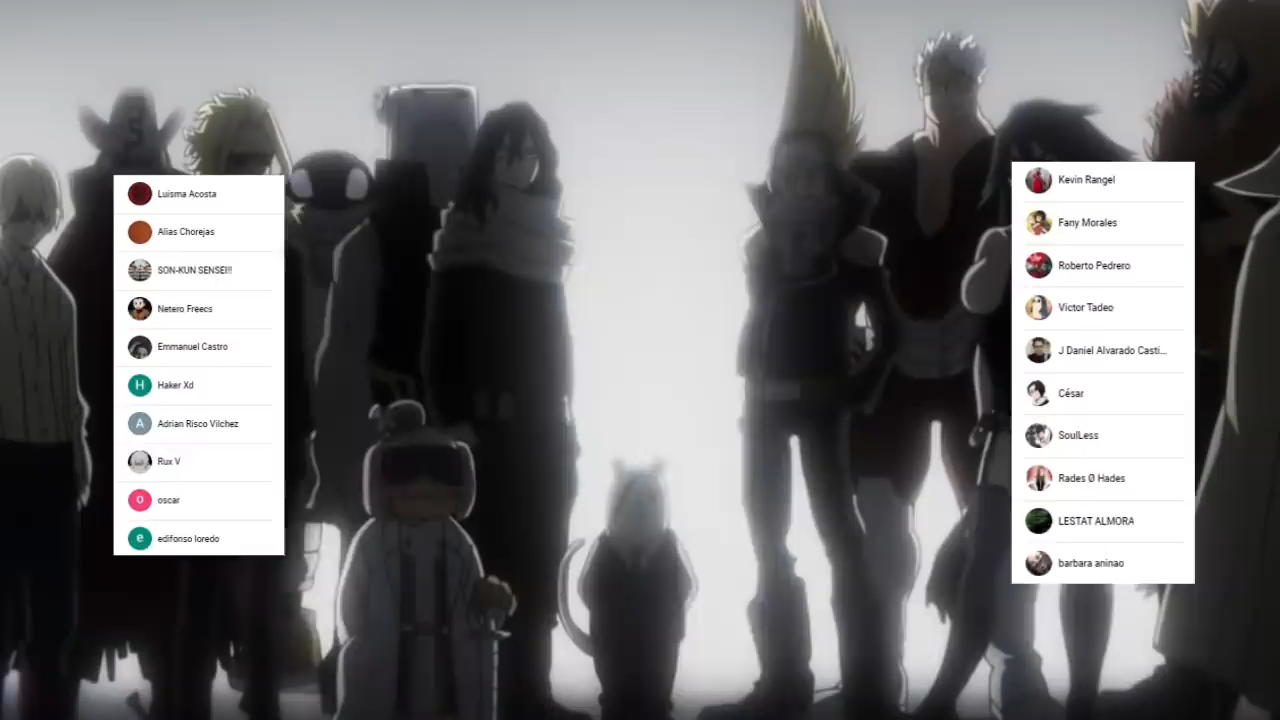 Luisma Acosta
Alias Chorejas
SON-KUN SENSEI!!
Netero Freecs
Emmanuel Castro
H Haker Xd
A Adrian Risco Vilchez
Rux V
o oscar
e edifonso loredo
Kevin Rangel
Fany Morales
Roberto Pedrero
Victor Tadeo
J Daniel Alvarado Casti...
César
SoulLess
Rades Ø Hades
LESTAT ALMORA
barbara aninao